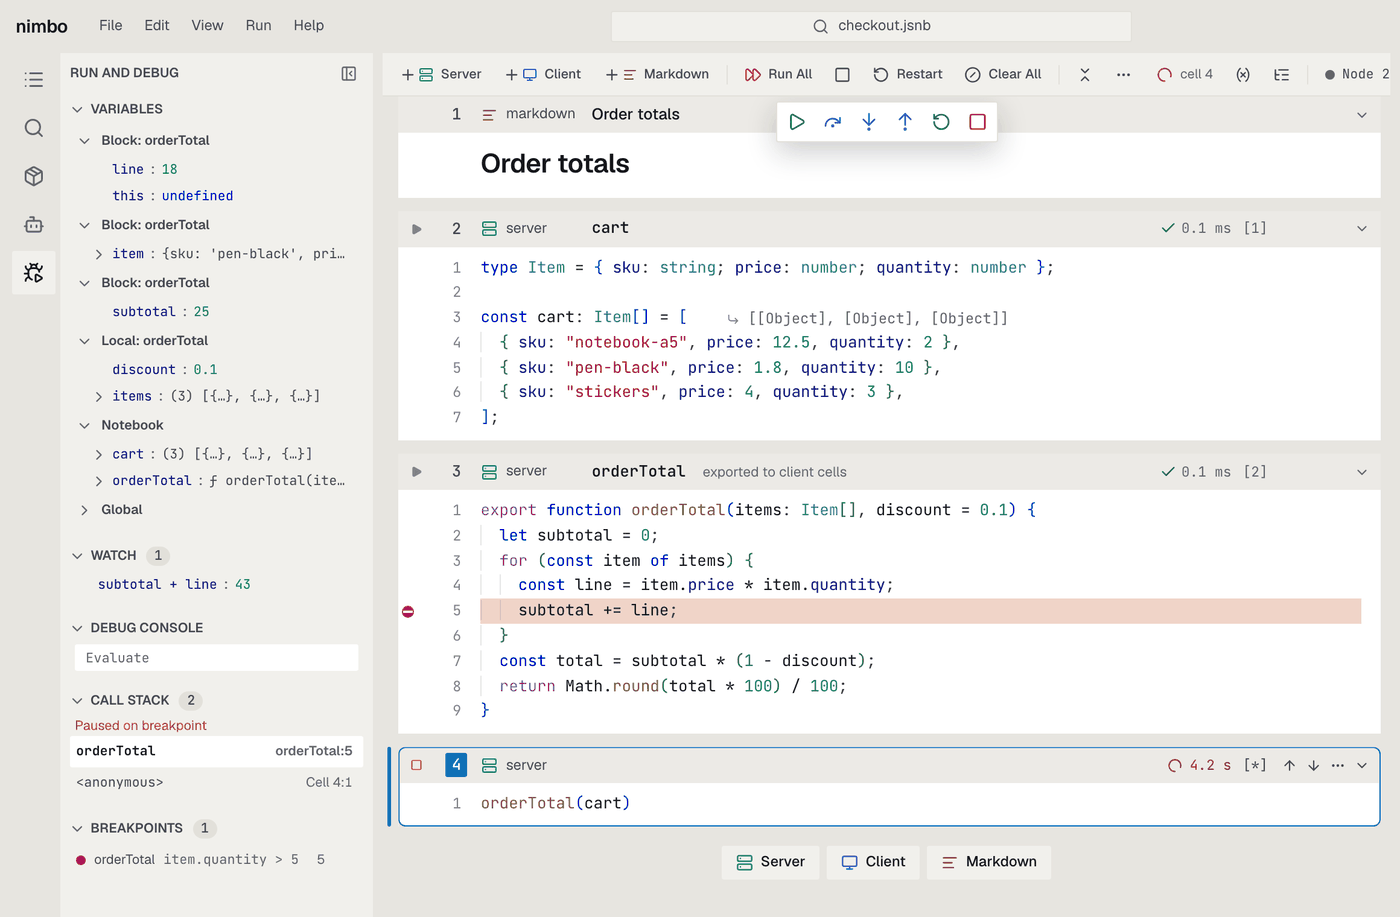 nimbo File Edit View Run Help checkout.jsnb
RUN AND DEBUG
VARIABLES
Block: orderTotal
line : 18
this : undefined
Block: orderTotal
item : {sku: 'pen-black', pri…
Block: orderTotal
subtotal : 25
Local: orderTotal
discount : 0.1
items : (3) [{…}, {…}, {…}]
Notebook
cart : (3) [{…}, {…}, {…}]
orderTotal : ƒ orderTotal(ite…
Global
WATCH 1
subtotal + line : 43
DEBUG CONSOLE
Evaluate
CALL STACK 2
Paused on breakpoint
orderTotal orderTotal:5
<anonymous> Cell 4:1
BREAKPOINTS 1
orderTotal item.quantity > 5 5
Server Client Markdown Run All Restart Clear All cell 4 Node 2
1 markdown Order totals
Order totals
2 server cart 0.1 ms [1]
1 type Item = { sku: string; price: number; quantity: number };
2
3 const cart: Item[] = [ [[Object], [Object], [Object]]
4 { sku: "notebook-a5", price: 12.5, quantity: 2 },
5 { sku: "pen-black", price: 1.8, quantity: 10 },
6 { sku: "stickers", price: 4, quantity: 3 },
7 ];
3 server orderTotal exported to client cells 0.1 ms [2]
1 export function orderTotal(items: Item[], discount = 0.1) {
2 let subtotal = 0;
3 for (const item of items) {
4 const line = item.price * item.quantity;
5 subtotal += line;
6 }
7 const total = subtotal * (1 - discount);
8 return Math.round(total * 100) / 100;
9 }
4 server 4.2 s [*]
1 orderTotal(cart)
Server Client Markdown